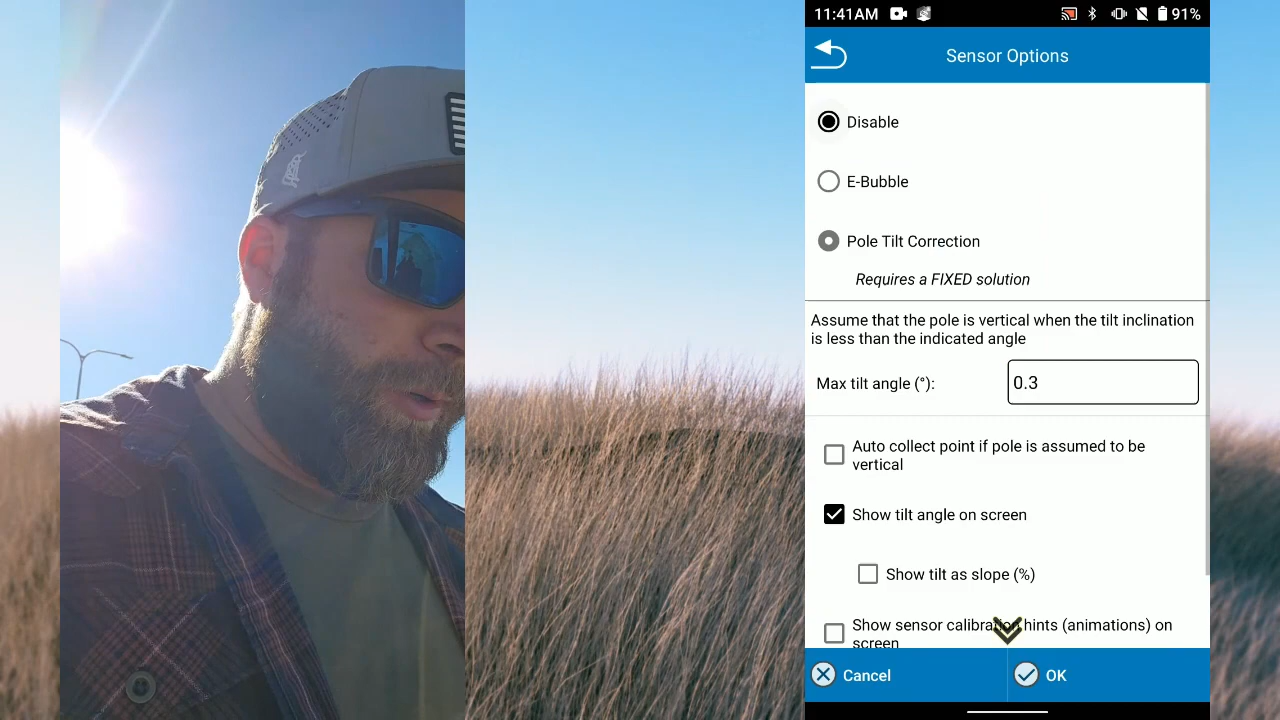 11:41AM
91%
Sensor Options
Disable
E-Bubble
Pole Tilt Correction
Requires a FIXED solution
Assume that the pole is vertical when the tilt inclination
is less than the indicated angle
Max tilt angle (°):
0.3
Auto collect point if pole is assumed to be
vertical
Show tilt angle on screen
Show tilt as slope (%)
Show sensor calibration hints (animations) on
screen
Cancel
OK